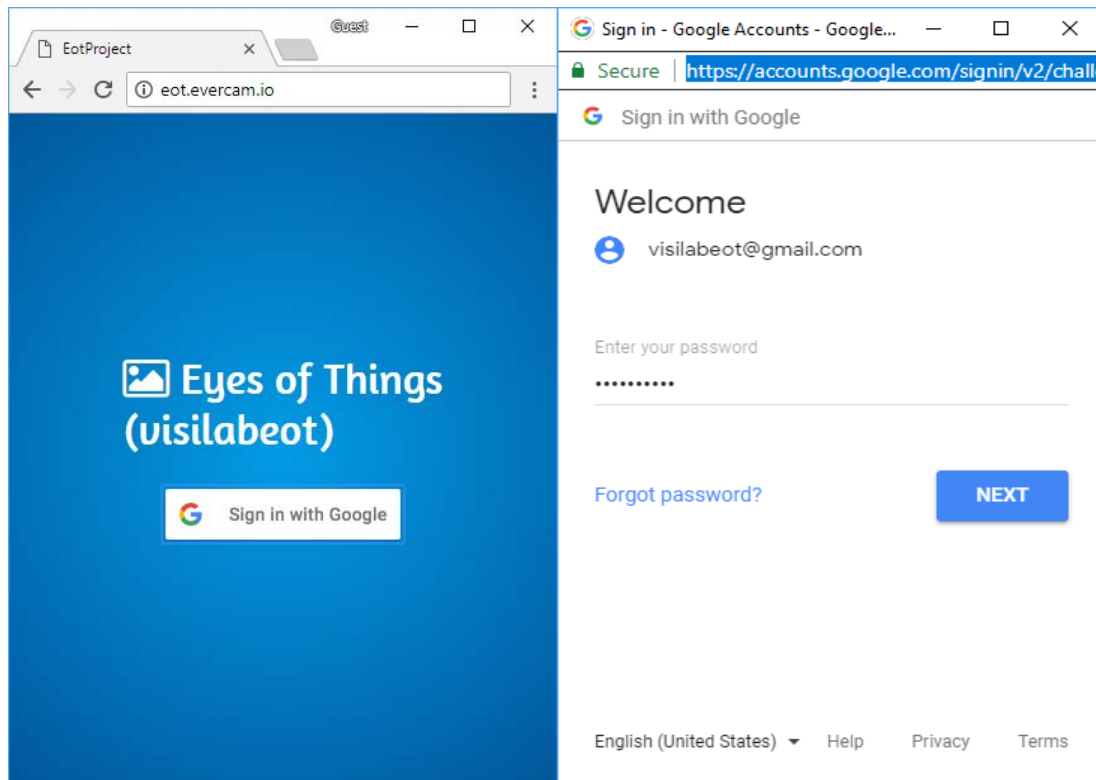 Guest
EotProject
eot.evercam.io
Eyes of Things
(visilabeot)
Sign in with Google
Sign in - Google Accounts - Google...
Secure https://accounts.google.com/signin/v2/chall
Sign in with Google
Welcome
visilabeot@gmail.com
Enter your password
••••••••••
Forgot password?
NEXT
English (United States) Help Privacy Terms